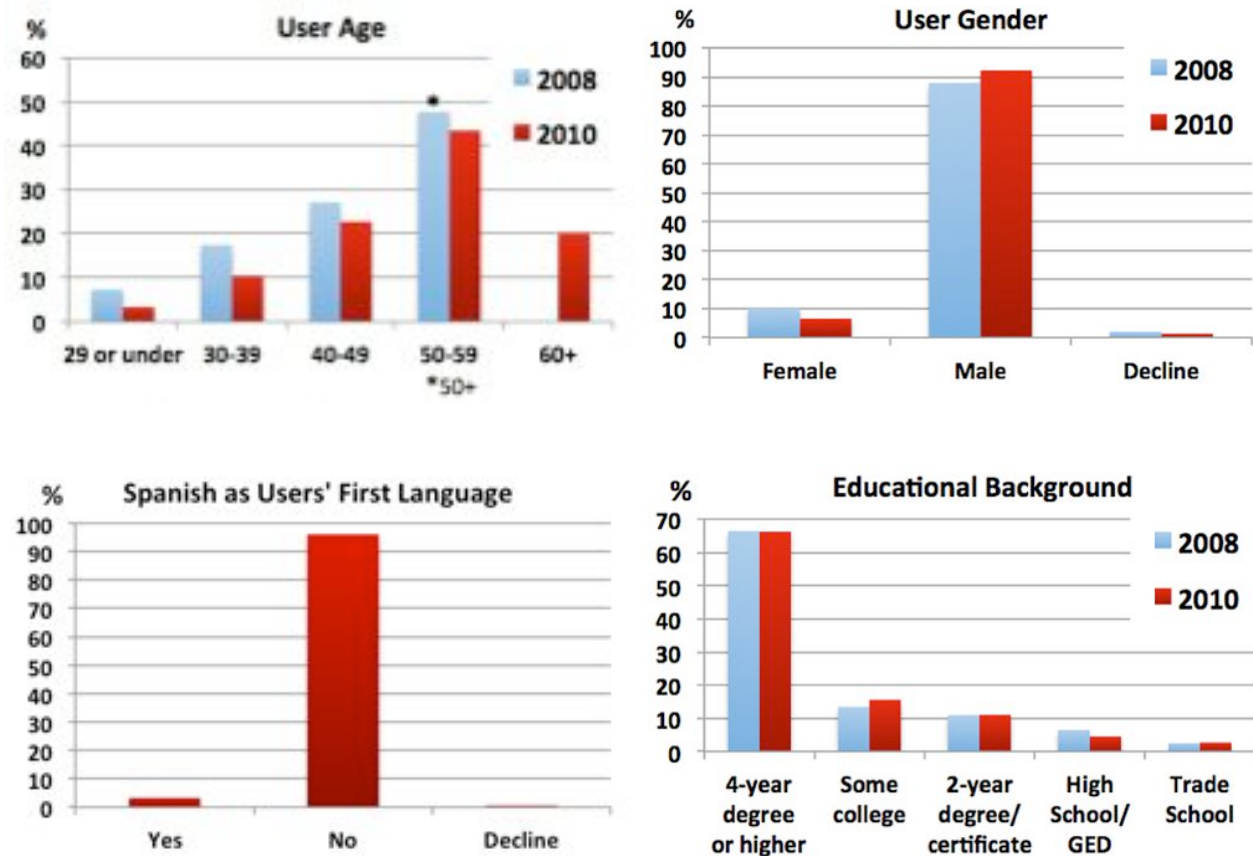 %
User Age
60
50
40
30
20
10
0
*
2008
2010
29 or under
30-39
40-49
50-59
*50+
60+
%
User Gender
100
90
80
70
60
50
40
30
20
10
0
2008
2010
Female
Male
Decline
%
Spanish as Users' First Language
100
90
80
70
60
50
40
30
20
10
0
Yes
No
Decline
%
Educational Background
70
60
50
40
30
20
10
0
2008
2010
4-year
degree
or higher
Some
college
2-year
degree/
certificate
High
School/
GED
Trade
School